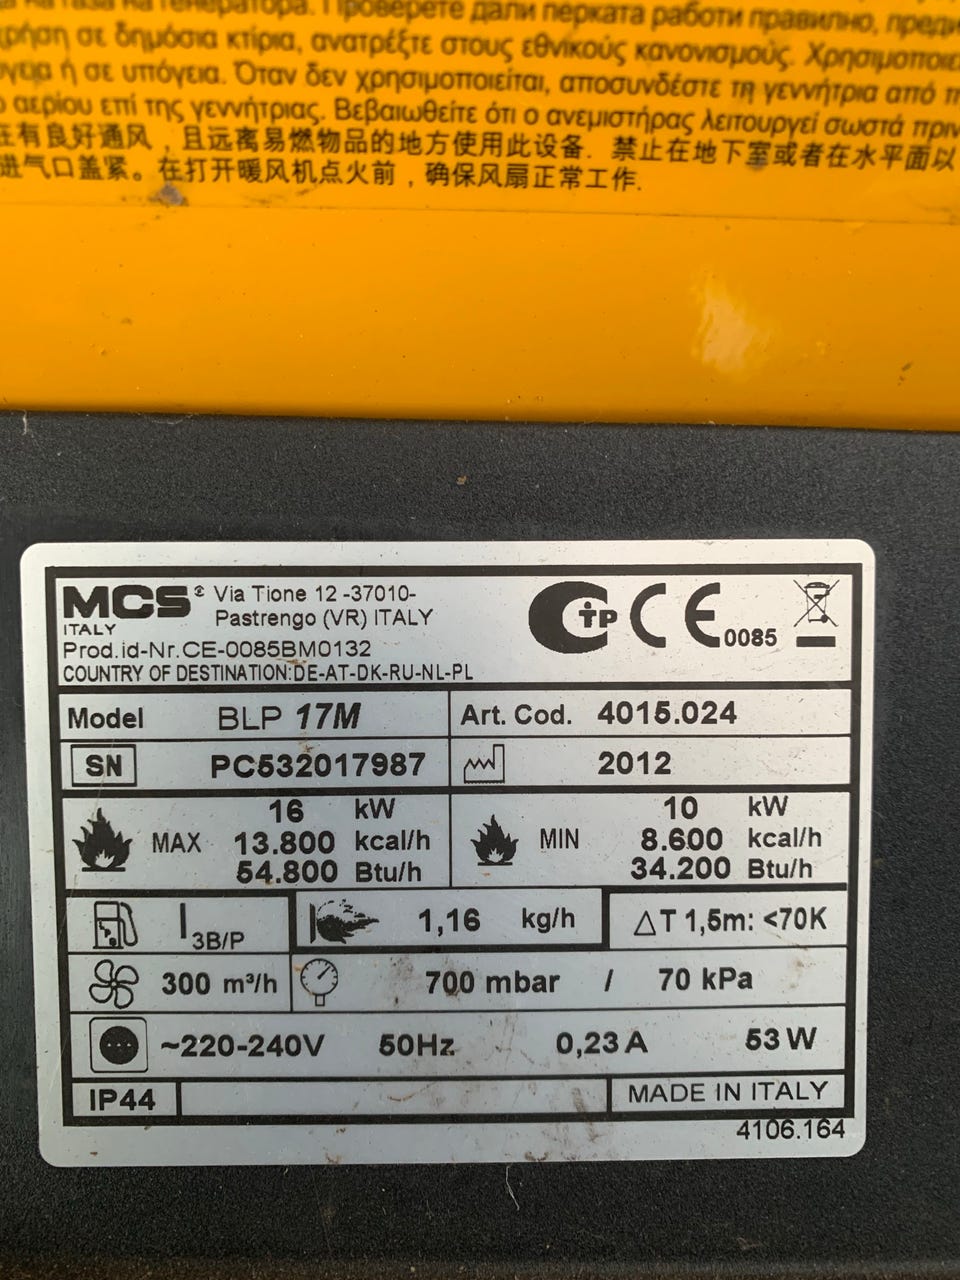 на газа на генератора. Проверете дали перката работи правилно, преди
χρήση σε δημόσια κτίρια, ανατρέξτε στους εθνικούς κανονισμούς.
ή σε υπόγεια. Όταν δεν χρησιμοποιείται, αποσυνδέστε τη γεννήτρια από
αερίου επί της γεννήτριας. Βεβαιωθείτε ότι ο ανεμιστήρας λειτουργεί σωστά πριν
在有良好通风，且远离易燃物品的地方使用此设备. 禁止在地下室或者在水平面以
进气口盖紧。在打开暖风机点火前，确保风扇正常工作.
MCS® Via Tione 12 -37010-
ITALY Pastrengo (VR) ITALY
CE 0085
Prod.id-Nr.CE-0085BM0132
COUNTRY OF DESTINATION:DE-AT-DK-RU-NL-PL
Model BLP 17M Art. Cod. 4015.024
SN PC532017987 2012
16 kW 10 kW
MAX 13.800 kcal/h MIN 8.600 kcal/h
54.800 Btu/h 34.200 Btu/h
I3B/P 1,16 kg/h ΔT 1,5m: <70K
300 m³/h 700 mbar / 70 kPa
~220-240V 50Hz 0,23 A 53 W
IP44 MADE IN ITALY
4106.164